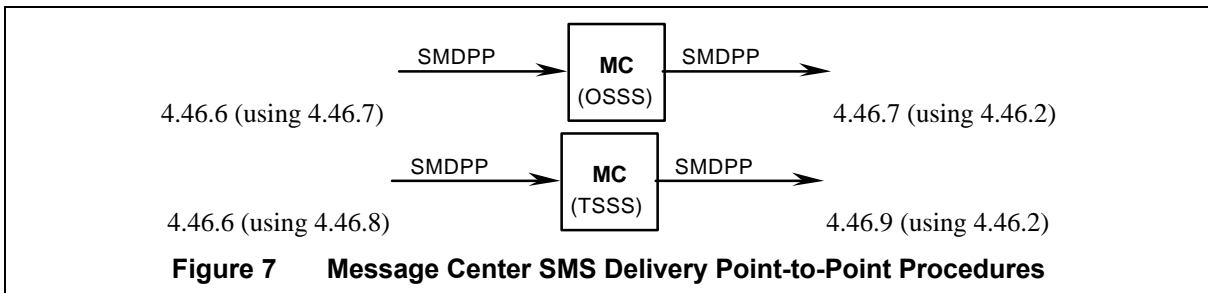 SMDPP MC SMDPP
(OSSS)
4.46.6 (using 4.46.7) 4.46.7 (using 4.46.2)
SMDPP MC SMDPP
(TSSS)
4.46.6 (using 4.46.8) 4.46.9 (using 4.46.2)
Figure 7 Message Center SMS Delivery Point-to-Point Procedures